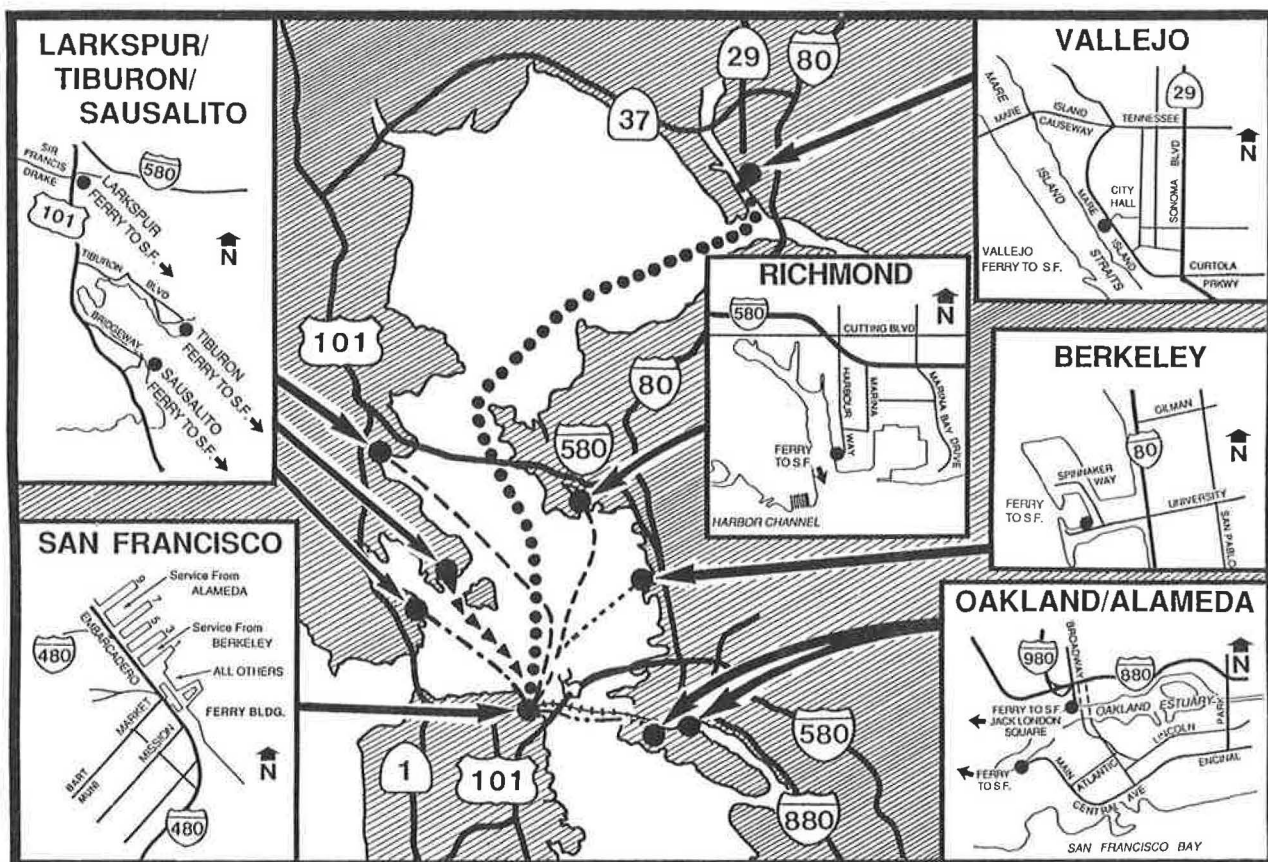 LARKSPUR/
TIBURON/
SAUSALITO
SIR
FRANCIS
DRAKE
580
101
LARKSPUR
FERRY TO S.F.
N
TIBURON
BLVD
BRIDGEWAY
TIBURON
FERRY TO S.F.
SAUSALITO
FERRY TO S.F.
29
80
37
101
80
580
1
101
580
880
VALLEJO
MARE
ISLAND
MARE
ISLAND
CAUSEWAY
TENNESSEE
29
N
SONOMA BLVD
CITY
HALL
MARE
ISLAND
STRAITS
VALLEJO
FERRY TO S.F.
CURTOLA
PRKWY
RICHMOND
580
N
CUTTING BLVD
HARBOUR
WAY
MARINA
MARINA BAY DRIVE
FERRY
TO S.F.
HARBOR CHANNEL
BERKELEY
GILMAN
80
N
SPINNAKER
WAY
FERRY
TO S.F.
UNIVERSITY
SAN PABLO
SAN FRANCISCO
Service From
ALAMEDA
9
7
5
3
Service From
BERKELEY
EMBARCADERO
480
ALL OTHERS
FERRY BLDG.
MARKET
MISSION
BART
MUNI
N
480
OAKLAND/ALAMEDA
980
BROADWAY
880
N
FERRY TO S.F.
JACK LONDON
SQUARE
OAKLAND
ESTUARY
PARK
LINCOLN
FERRY
TO S.F.
MAIN
ATLANTIC
ENCINAL
CENTRAL AVE
SAN FRANCISCO BAY